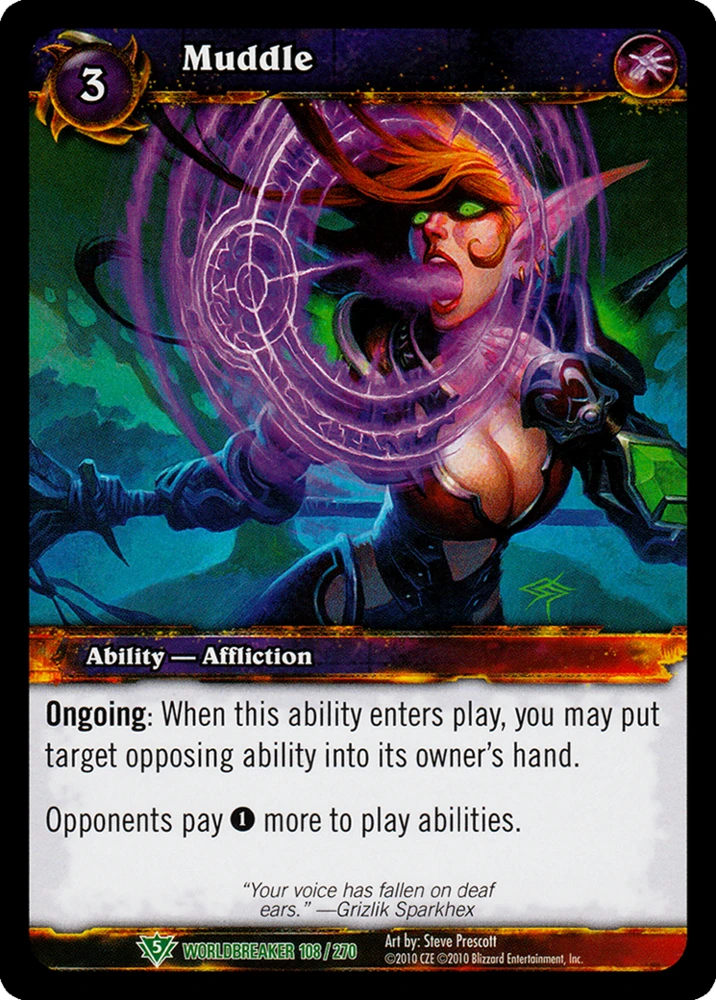 3
Muddle
Ability — Affliction
Ongoing: When this ability enters play, you may put
target opposing ability into its owner's hand.
Opponents pay 1 more to play abilities.
"Your voice has fallen on deaf
ears." —Grizlik Sparkhex
5
WORLDBREAKER 108 / 270
Art by: Steve Prescott
©2010 CZE ©2010 Blizzard Entertainment, Inc.